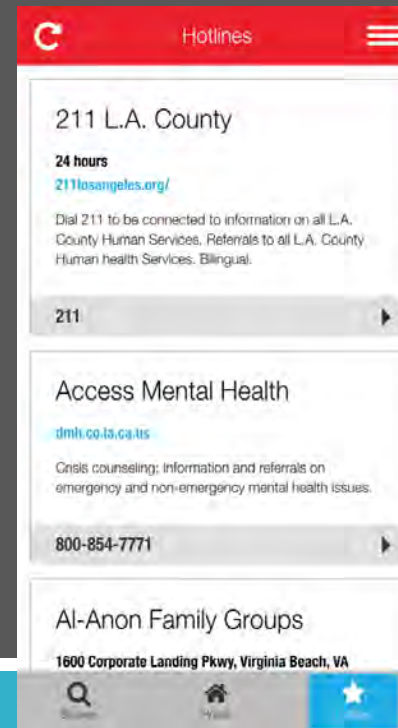 Hotlines
211 L.A. County
24 hours
211losangeles.org/
Dial 211 to be connected to information on all L.A.
County Human Services. Referrals to all L.A. County
Human health Services. Bilingual.
211
Access Mental Health
dmh.co.la.ca.us
Crisis counseling; information and referrals on
emergency and non-emergency mental health issues.
800-854-7771
Al-Anon Family Groups
1600 Corporate Landing Pkwy, Virginia Beach, VA